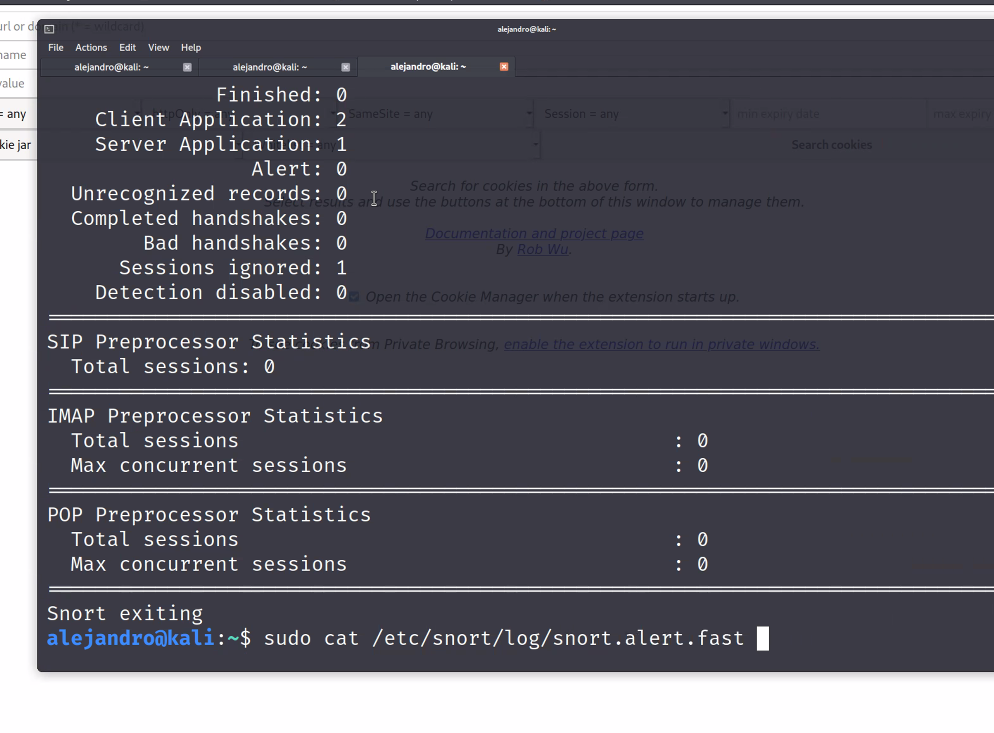 alejandro@kali: ~
url or domain (* = wildcard)
File Actions Edit View Help
name
alejandro@kali: ~ alejandro@kali: ~ alejandro@kali: ~
value
Finished: 0
= any SameSite = any Session = any min expiry date max expiry
Client Application: 2
kie jar Server Application: 1 Search cookies
Alert: 0
Search for cookies in the above form.
Unrecognized records: 0
Select results and use the buttons at the bottom of this window to manage them.
Completed handshakes: 0
Documentation and project page
Bad handshakes: 0
By Rob Wu.
Sessions ignored: 1
Detection disabled: 0
Open the Cookie Manager when the extension starts up.
SIP Preprocessor Statistics
Private Browsing, enable the extension to run in private windows.
Total sessions: 0
IMAP Preprocessor Statistics
Total sessions : 0
Max concurrent sessions : 0
POP Preprocessor Statistics
Total sessions : 0
Max concurrent sessions : 0
Snort exiting
alejandro@kali:~$ sudo cat /etc/snort/log/snort.alert.fast